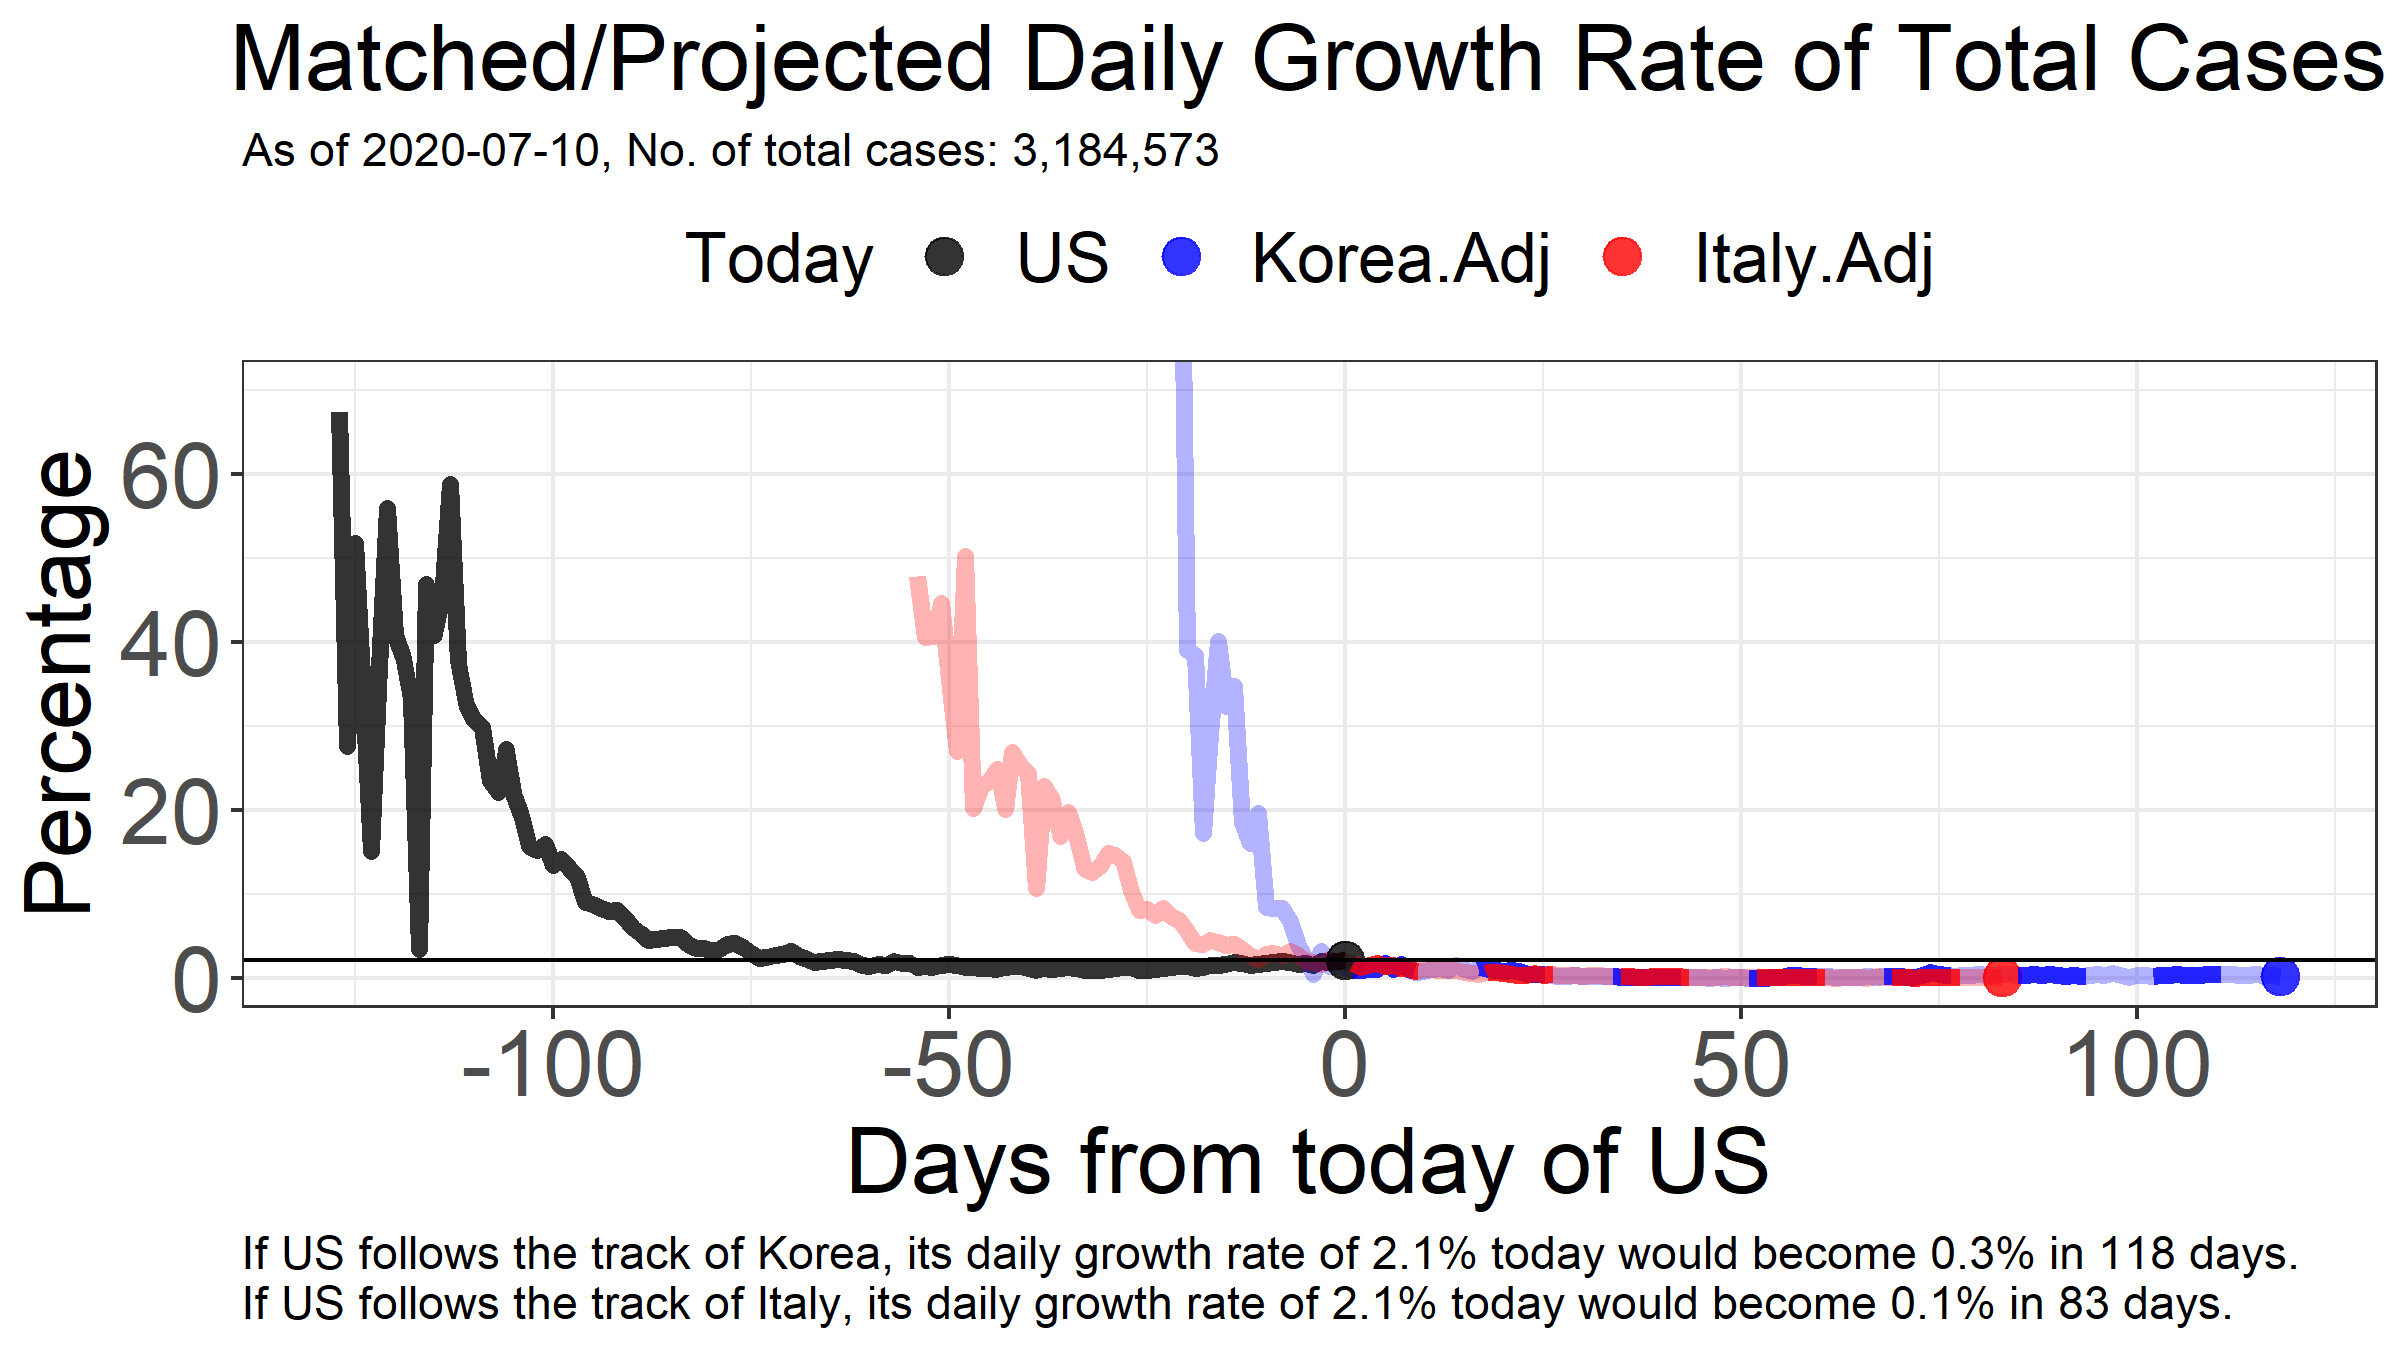 Matched/Projected Daily Growth Rate of Total Cases
As of 2020-07-10, No. of total cases: 3,184,573
Today US Korea.Adj Italy.Adj
Percentage
60
40
20
0
-100 -50 0 50 100
Days from today of US
If US follows the track of Korea, its daily growth rate of 2.1% today would become 0.3% in 118 days.
If US follows the track of Italy, its daily growth rate of 2.1% today would become 0.1% in 83 days.